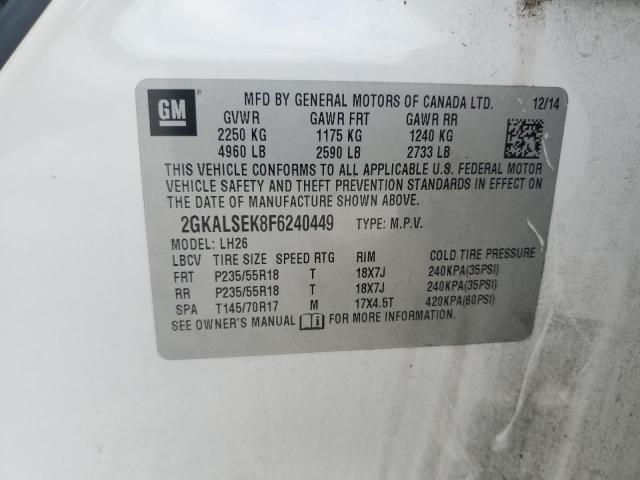 GM ® MFD BY GENERAL MOTORS OF CANADA LTD. 12/14
GVWR GAWR FRT GAWR RR
2250 KG 1175 KG 1240 KG
4960 LB 2590 LB 2733 LB
THIS VEHICLE CONFORMS TO ALL APPLICABLE U.S. FEDERAL MOTOR
VEHICLE SAFETY AND THEFT PREVENTION STANDARDS IN EFFECT ON
THE DATE OF MANUFACTURE SHOWN ABOVE.
2GKALSEK8F6240449 TYPE: M.P.V.
MODEL: LH26
LBCV TIRE SIZE SPEED RTG RIM COLD TIRE PRESSURE
FRT P235/55R18 T 18X7J 240KPA(35PSI)
RR P235/55R18 T 18X7J 240KPA(35PSI)
SPA T145/70R17 M 17X4.5T 420KPA(60PSI)
SEE OWNER'S MANUAL FOR MORE INFORMATION.